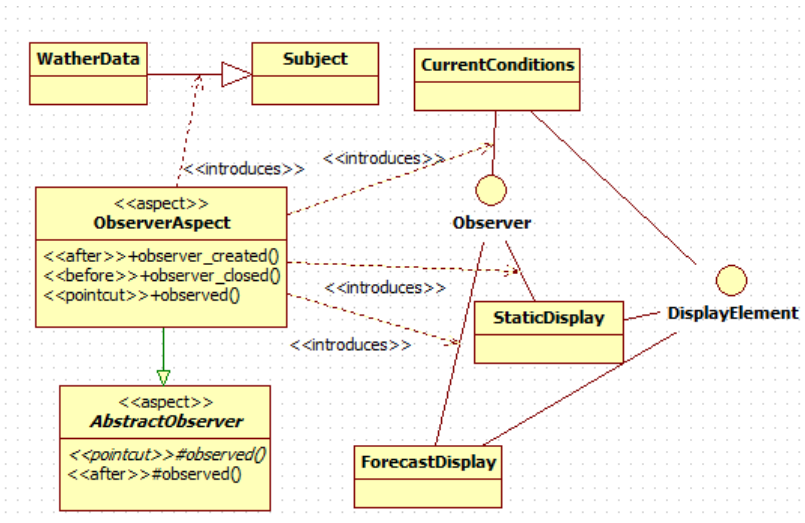 WatherData
Subject
CurrentConditions
<<introduces>>
<<introduces>>
<<aspect>>
ObserverAspect
<<after>>+observer_created()
<<before>>+observer_closed()
<<pointcut>>+observed()
Observer
<<introduces>>
StaticDisplay
DisplayElement
<<introduces>>
<<aspect>>
AbstractObserver
<<pointcut>>#observed()
<<after>>#observed()
ForecastDisplay